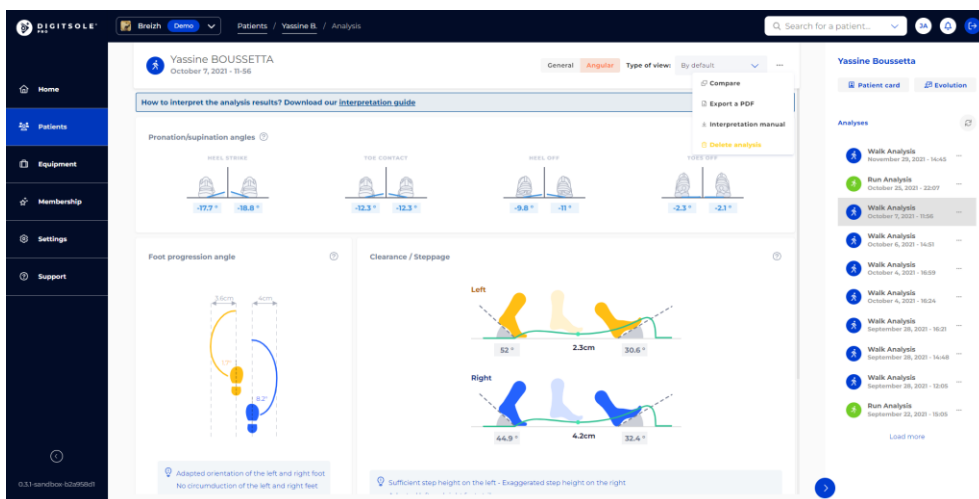 DIGITSOLE®
PRO
Breizh Demo
Patients / Yassine B. / Analysis
Search for a patient...
JA
Home
Patients
Equipment
Membership
Settings
Support
0.3.1-sandbox-b2a958d1
Yassine BOUSSETTA
October 7, 2021 - 11-56
General Angular Type of view: By default
Compare
Export a PDF
Interpretation manual
Delete analysis
How to interpret the analysis results? Download our interpretation guide
Pronation/supination angles
HEEL STRIKE TOE CONTACT HEEL OFF TOES OFF
-17.7 ° -18.8 ° -12.3 ° -12.3 ° -9.8 ° -11 ° -2.3 ° -2.1 °
Foot progression angle
3.6cm 4cm
8.2°
Adapted orientation of the left and right foot
No circumduction of the left and right feet
Clearance / Steppage
Left
52 ° 2.3cm 30.6 °
Right
44.9 ° 4.2cm 32.4 °
Sufficient step height on the left - Exaggerated step height on the right
Yassine Boussetta
Patient card Evolution
Analyses
Walk Analysis
November 29, 2021 - 14:45
Run Analysis
October 25, 2021 - 22:07
Walk Analysis
October 7, 2021 - 11:56
Walk Analysis
October 6, 2021 - 14:51
Walk Analysis
October 4, 2021 - 16:59
Walk Analysis
October 4, 2021 - 16:24
Walk Analysis
September 28, 2021 - 16:21
Walk Analysis
September 28, 2021 - 14:48
Walk Analysis
September 28, 2021 - 12:05
Run Analysis
September 22, 2021 - 15:05
Load more